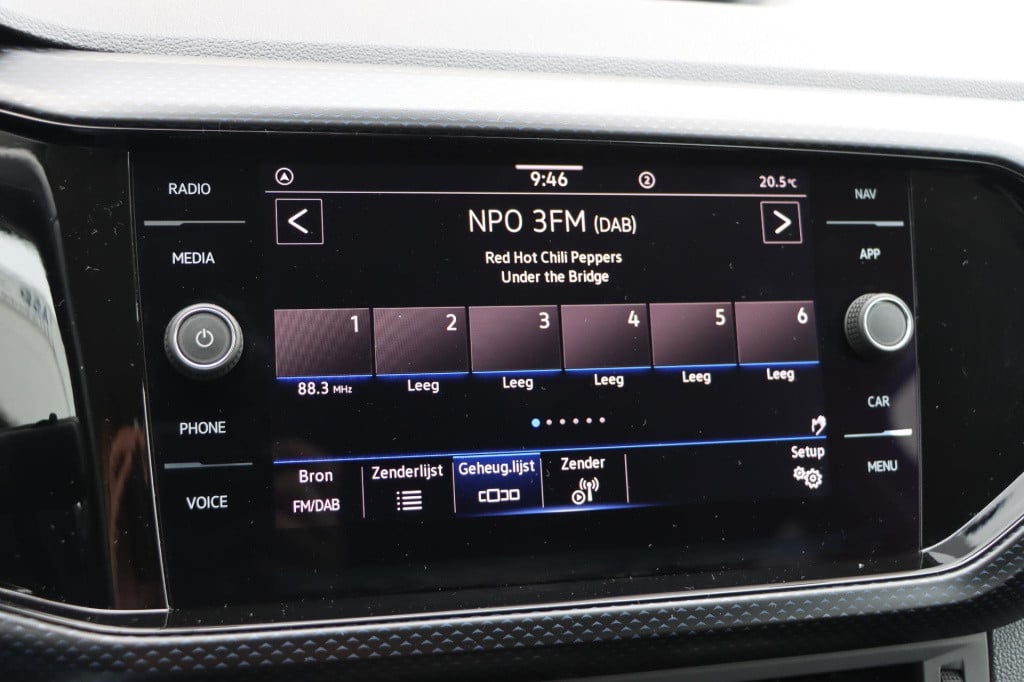 RADIO
MEDIA
PHONE
VOICE
9:46
2
20.5°C
NPO 3FM (DAB)
Red Hot Chili Peppers
Under the Bridge
1 2 3 4 5 6
88.3 MHz Leeg Leeg Leeg Leeg Leeg
Bron Zenderlijst Geheug.lijst Zender Setup
FM/DAB
NAV
APP
CAR
MENU